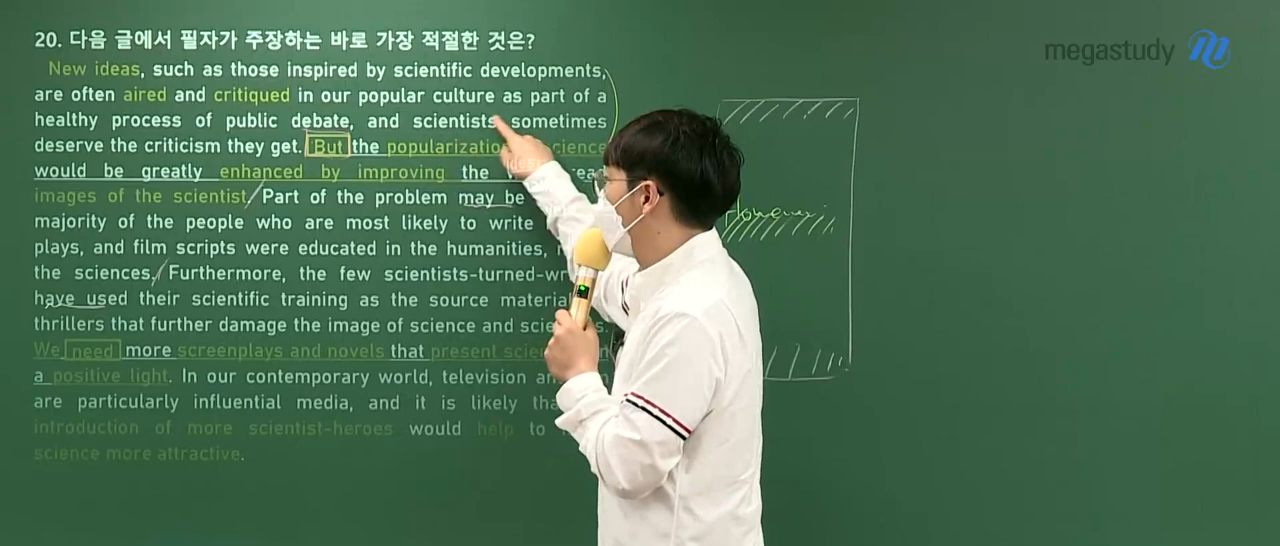 20. 다음 글에서 필자가 주장하는 바로 가장 적절한 것은?
New ideas, such as those inspired by scientific developments,
are often aired and critiqued in our popular culture as part of a
healthy process of public debate, and scientists sometimes
deserve the criticism they get. But the popularization science
would be greatly enhanced by improving the
images of the scientist. Part of the problem may be
majority of the people who are most likely to write
plays, and film scripts were educated in the humanities,
the sciences. Furthermore, the few scientists-turned-
have used their scientific training as the source material
thrillers that further damage the image of science and
We need more screenplays and novels that present
a positive light. In our contemporary world, television
are particularly influential media, and it is likely
introduction of more scientist-heroes would help to
science more attractive.
However
megastudy